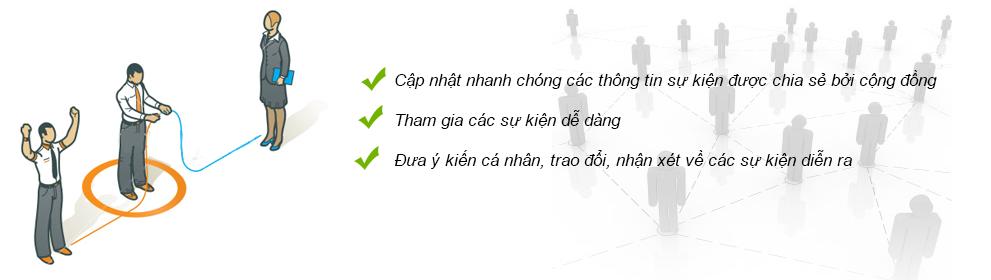 Cập nhật nhanh chóng các thông tin sự kiện được chia sẻ bởi cộng đồng
Tham gia các sự kiện dễ dàng
Đưa ý kiến cá nhân, trao đổi, nhận xét về các sự kiện diễn ra